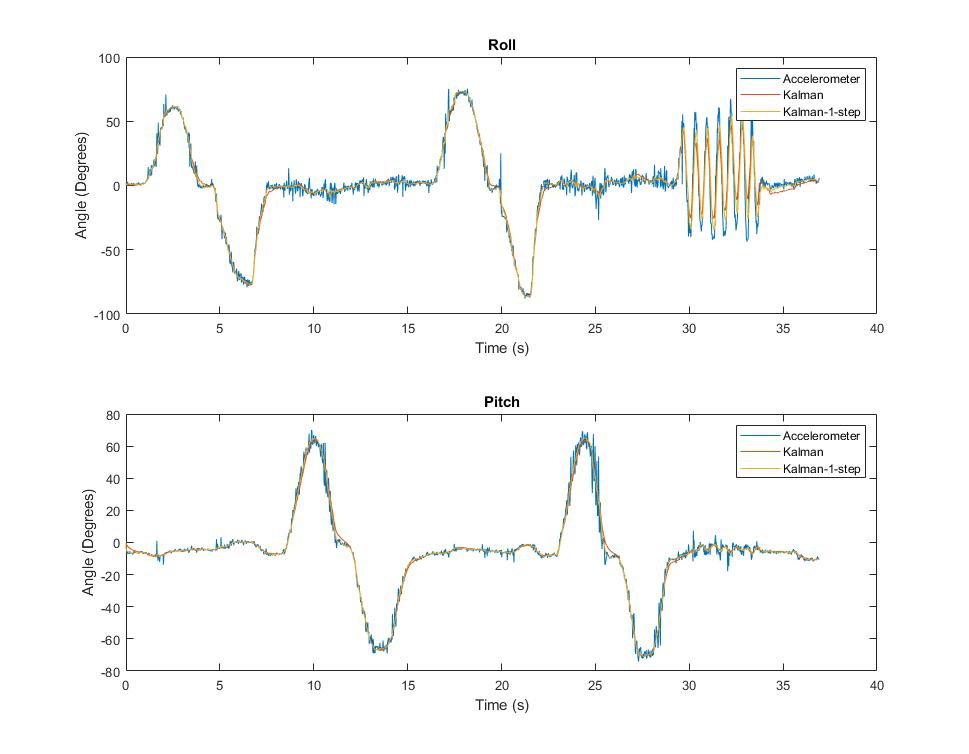 Roll
100
50
0
-50
-100
Angle (Degrees)
Accelerometer
Kalman
Kalman-1-step
0 5 10 15 20 25 30 35 40
Time (s)
Pitch
80
60
40
20
0
-20
-40
-60
-80
Angle (Degrees)
Accelerometer
Kalman
Kalman-1-step
0 5 10 15 20 25 30 35 40
Time (s)